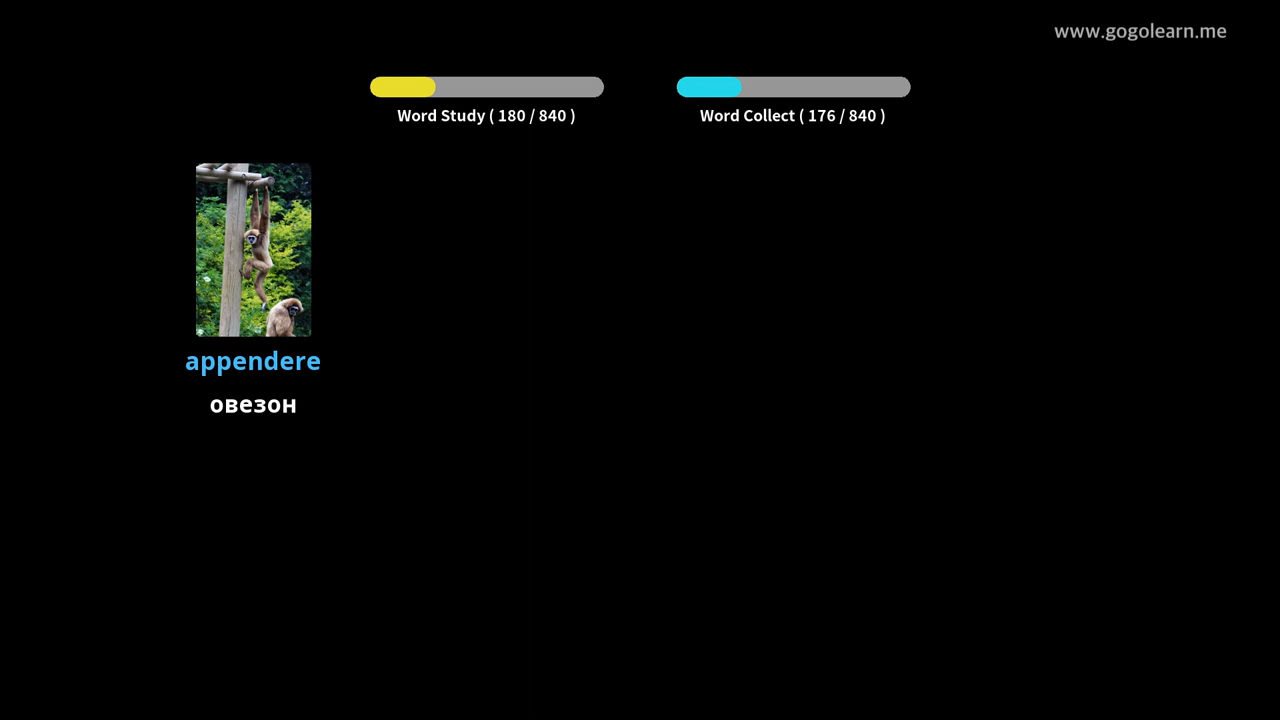 www.gogolearn.me
Word Study ( 180 / 840 )
Word Collect ( 176 / 840 )
appendere
овезон